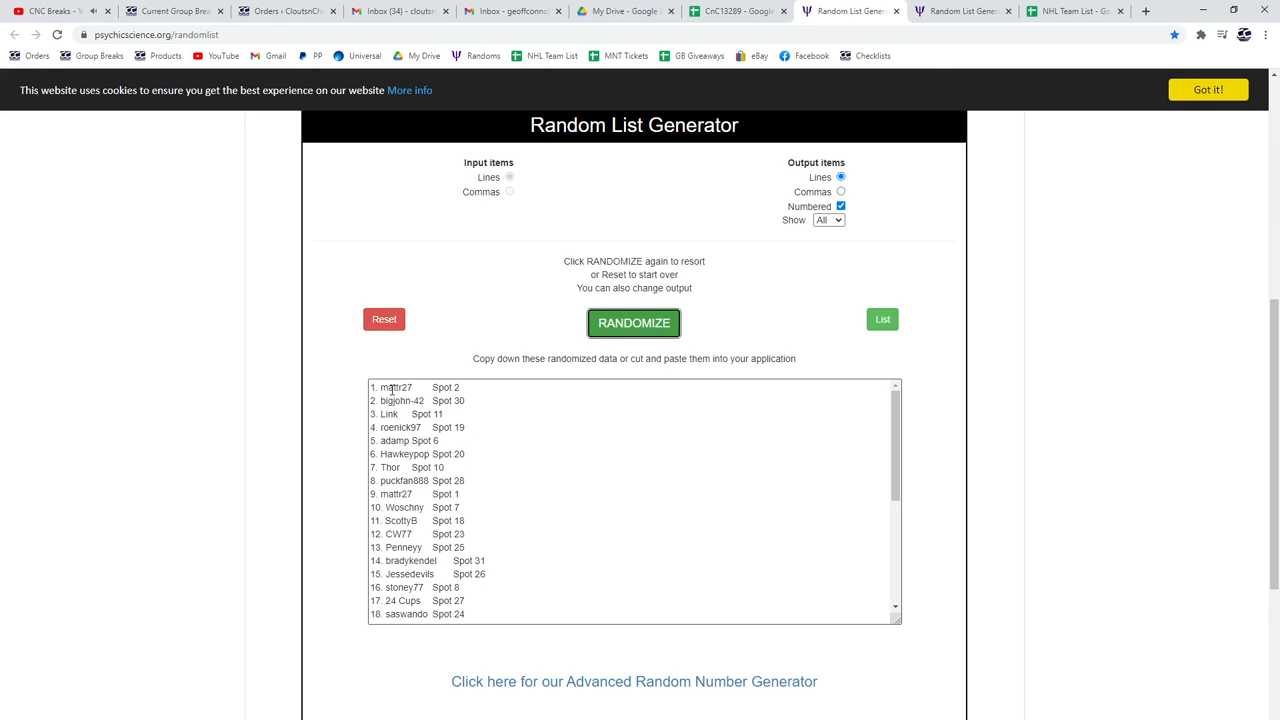 CNC Breaks - Y
Current Group Brea
Orders ‹ CloutsnCh
Inbox (34) - cloutsn
Inbox - geoffconno
My Drive - Google D
CnC13289 - Google
Random List Gener
Random List Gener
NHL Team List - Go
psychicscience.org/randomlist
Orders Group Breaks Products YouTube Gmail PP Universal My Drive Randoms NHL Team List MNT Tickets GB Giveaways eBay Facebook Checklists
This website uses cookies to ensure you get the best experience on our website More info
Got it!
Random List Generator
Input items
Lines
Commas
Output items
Lines
Commas
Numbered
Show All
Click RANDOMIZE again to resort
or Reset to start over
You can also change output
Reset
RANDOMIZE
List
Copy down these randomized data or cut and paste them into your application
1. mattr27 Spot 2
2. bigjohn-42 Spot 30
3. Link Spot 11
4. roenick97 Spot 19
5. adamp Spot 6
6. Hawkeypop Spot 20
7. Thor Spot 10
8. puckfan888 Spot 28
9. mattr27 Spot 1
10. Woschny Spot 7
11. ScottyB Spot 18
12. CW77 Spot 23
13. Penneyy Spot 25
14. bradykendel Spot 31
15. Jessedevils Spot 26
16. stoney77 Spot 8
17. 24 Cups Spot 27
18. saswando Spot 24
Click here for our Advanced Random Number Generator